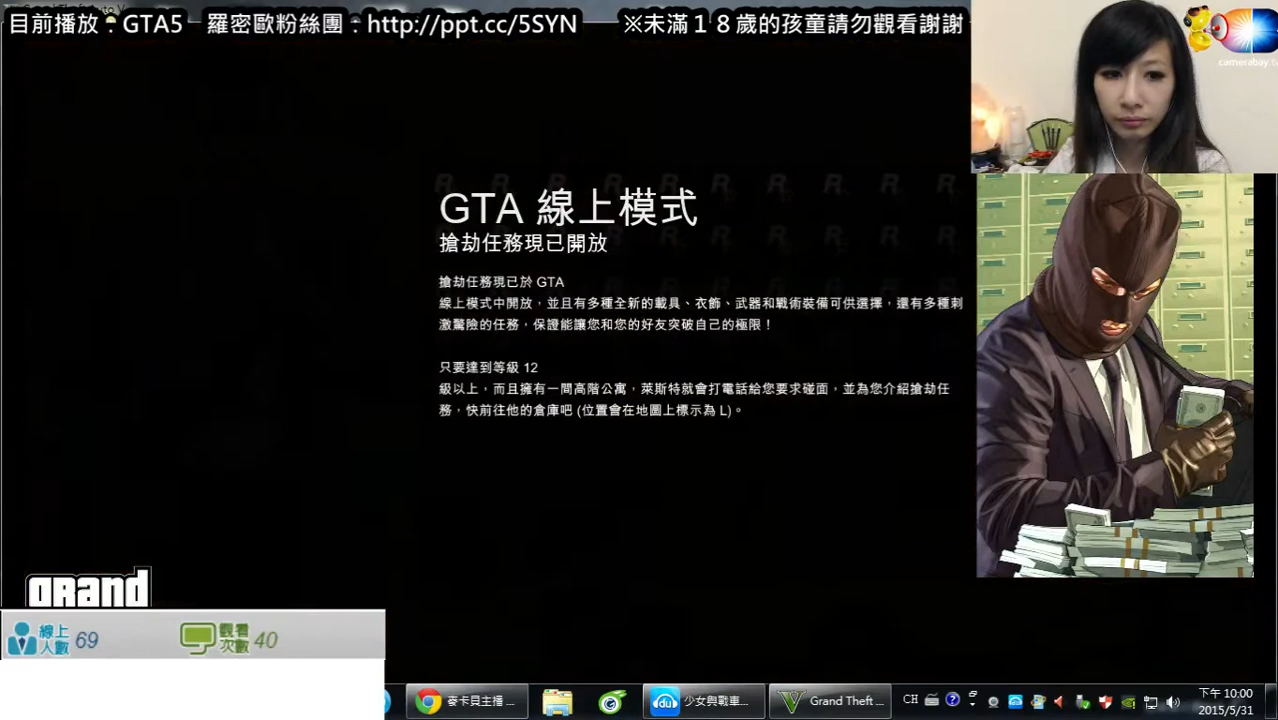 目前播放：GTA5 羅密歐粉絲團：http://ppt.cc/5SYN ※未滿１８歲的孩童請勿觀看謝謝
camerabay.tv
GTA 線上模式
搶劫任務現已開放
搶劫任務現已於 GTA
線上模式中開放，並且有多種全新的載具、衣飾、武器和戰術裝備可供選擇，還有多種刺
激驚險的任務，保證能讓您和您的好友突破自己的極限！
只要達到等級 12
級以上，而且擁有一間高階公寓，萊斯特就會打電話給您要求碰面，並為您介紹搶劫任
務，快前往他的倉庫吧 (位置會在地圖上標示為 L)。
grand
線上人數 69 觀看次數 40
麥卡貝主播 ... 少女與戰車... Grand Theft ... CH 下午 10:00
2015/5/31